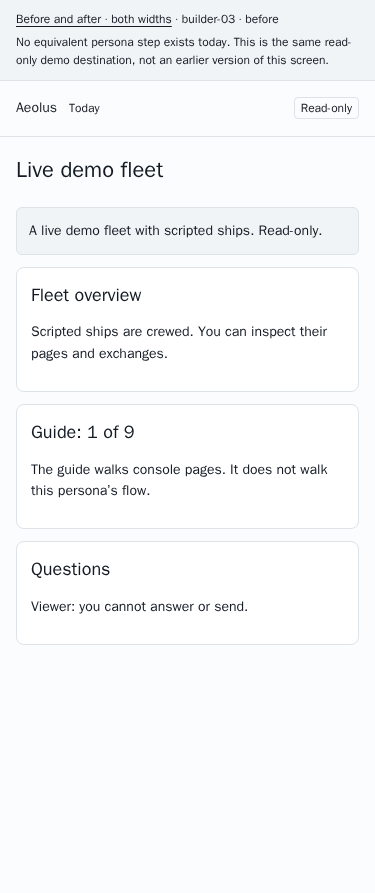 Before and after · both widths · builder-03 · before
No equivalent persona step exists today. This is the same read-
only demo destination, not an earlier version of this screen.
Aeolus Today Read-only
Live demo fleet
A live demo fleet with scripted ships. Read-only.
Fleet overview
Scripted ships are crewed. You can inspect their
pages and exchanges.
Guide: 1 of 9
The guide walks console pages. It does not walk
this persona's flow.
Questions
Viewer: you cannot answer or send.